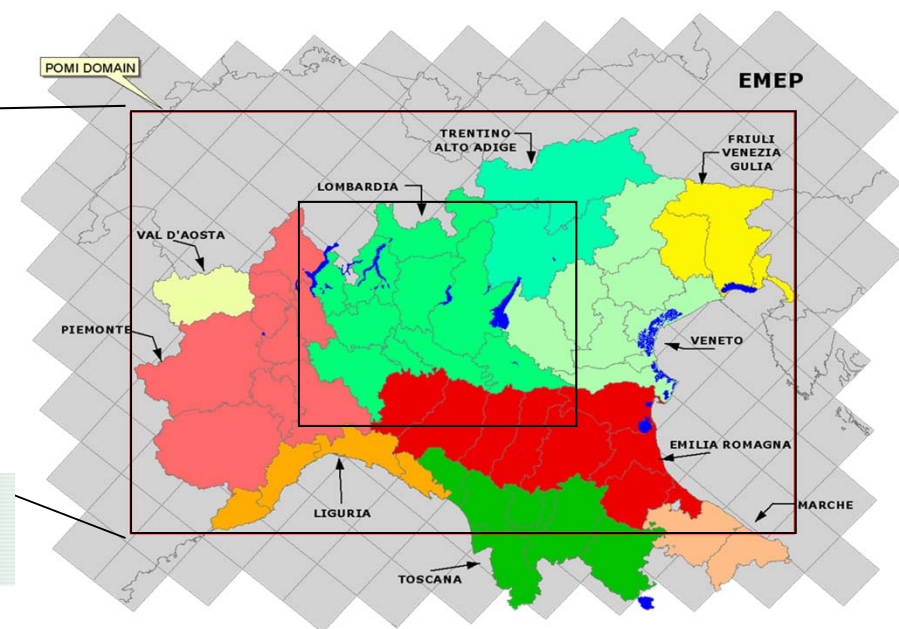 POMI DOMAIN
EMEP
TRENTINO
ALTO ADIGE
FRIULI
VENEZIA
GULIA
LOMBARDIA
VAL D'AOSTA
PIEMONTE
VENETO
EMILIA ROMAGNA
LIGURIA
MARCHE
TOSCANA